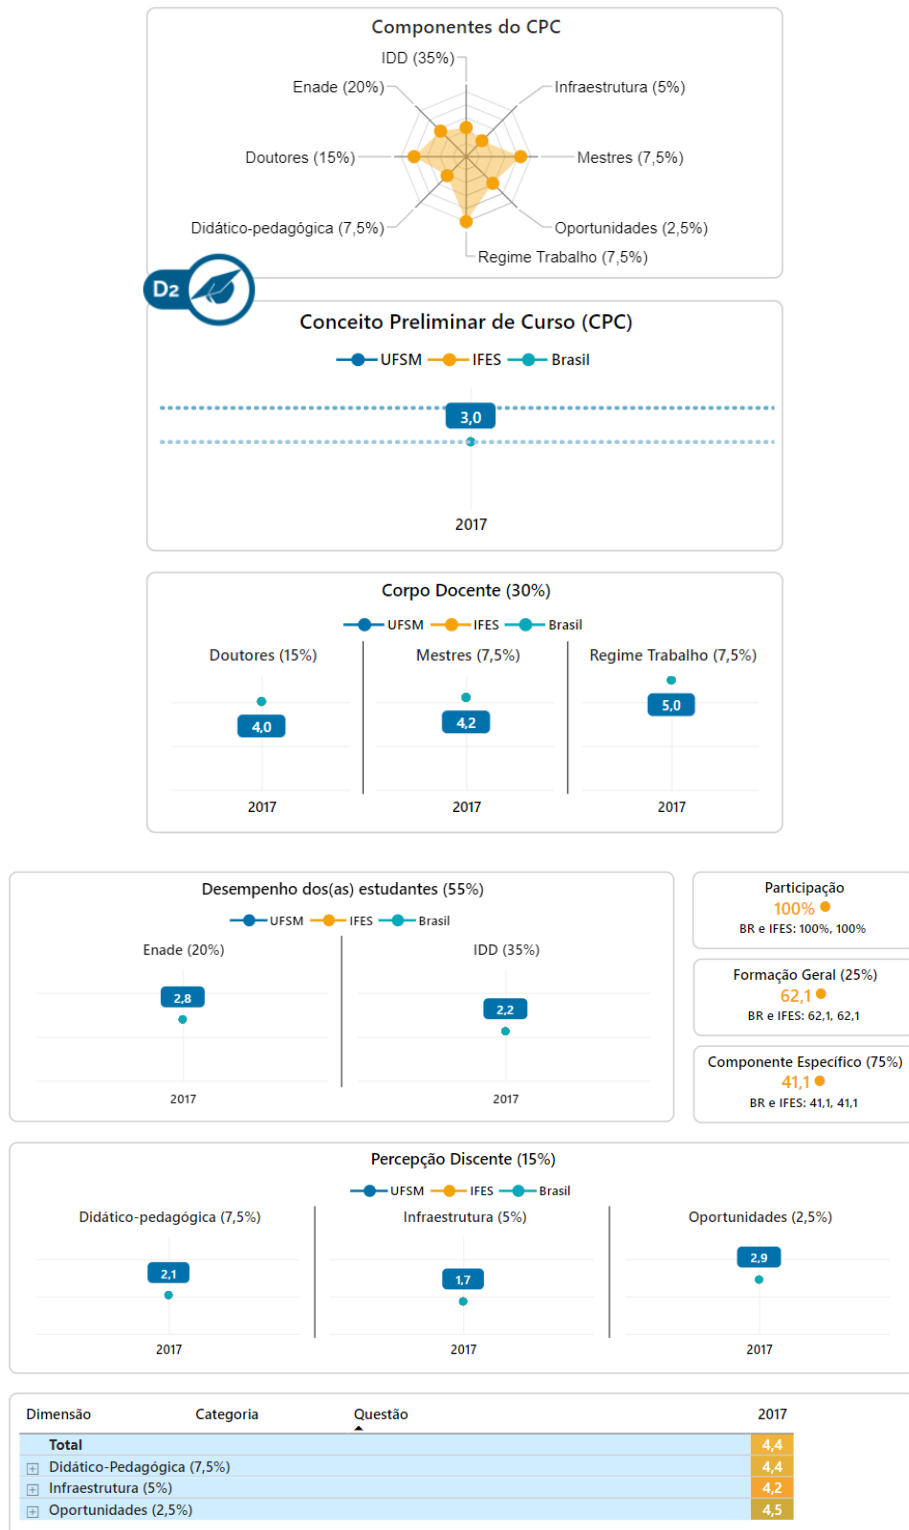 Componentes do CPC
IDD (35%)
Enade (20%)
Infraestrutura (5%)
Doutores (15%)
Mestres (7,5%)
Didático-pedagógica (7,5%)
Oportunidades (2,5%)
Regime Trabalho (7,5%)
D2
Conceito Preliminar de Curso (CPC)
UFSM IFES Brasil
3,0
2017
Corpo Docente (30%)
UFSM IFES Brasil
Doutores (15%) Mestres (7,5%) Regime Trabalho (7,5%)
4,0 4,2 5,0
2017 2017 2017
Desempenho dos(as) estudantes (55%)
UFSM IFES Brasil
Enade (20%) IDD (35%)
2,8 2,2
2017 2017
Participação
100%
BR e IFES: 100%, 100%
Formação Geral (25%)
62,1
BR e IFES: 62,1, 62,1
Componente Específico (75%)
41,1
BR e IFES: 41,1, 41,1
Percepção Discente (15%)
UFSM IFES Brasil
Didático-pedagógica (7,5%) Infraestrutura (5%) Oportunidades (2,5%)
2,1 1,7 2,9
2017 2017 2017
Dimensão Categoria Questão 2017
Total 4,4
Didático-Pedagógica (7,5%) 4,4
Infraestrutura (5%) 4,2
Oportunidades (2,5%) 4,5